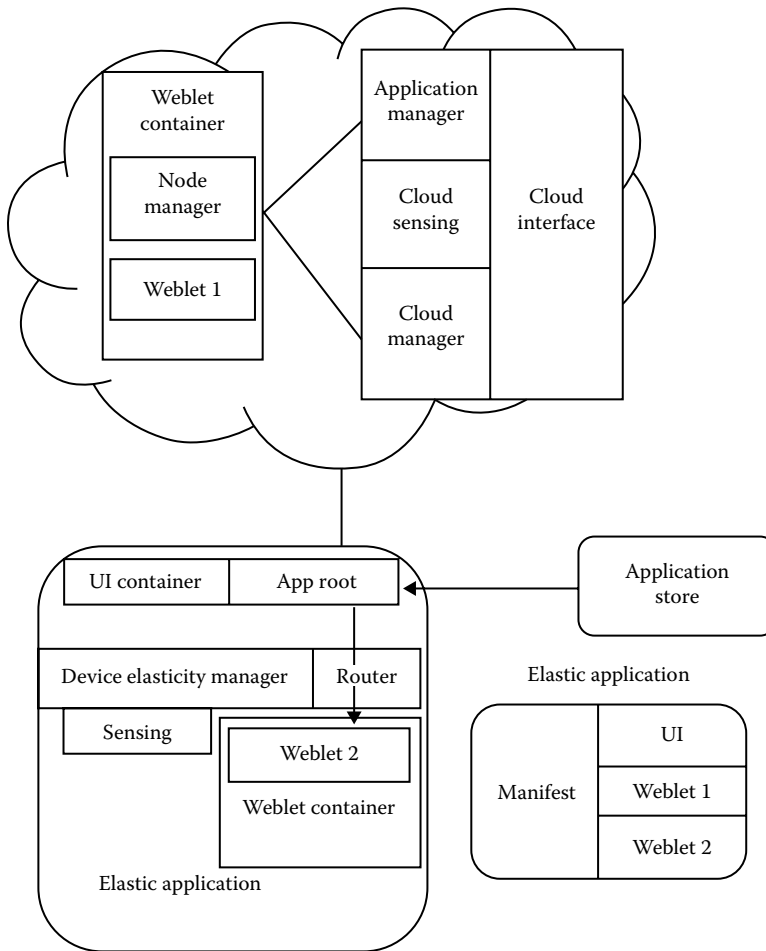 Weblet
container
Node
manager
Weblet 1
Application
manager
Cloud
sensing
Cloud
manager
Cloud
interface
UI container
App root
Application
store
Device elasticity manager
Router
Sensing
Weblet 2
Weblet container
Elastic application
Elastic application
Manifest
UI
Weblet 1
Weblet 2